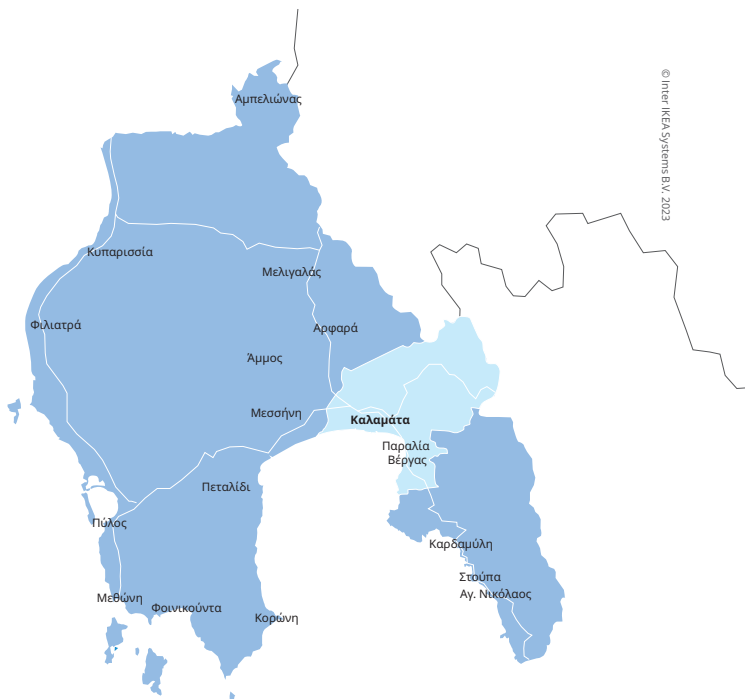 Αμπελιώνας
© Inter IKEA Systems B.V. 2023
Κυπαρισσία
Μελιγαλάς
Φιλιατρά
Αρφαρά
Άμμος
Μεσσήνη
Καλαμάτα
Παραλία
Βέργας
Πεταλίδι
Πύλος
Καρδαμύλη
Στούπα
Αγ. Νικόλαος
Μεθώνη
Φοινικούντα
Κορώνη